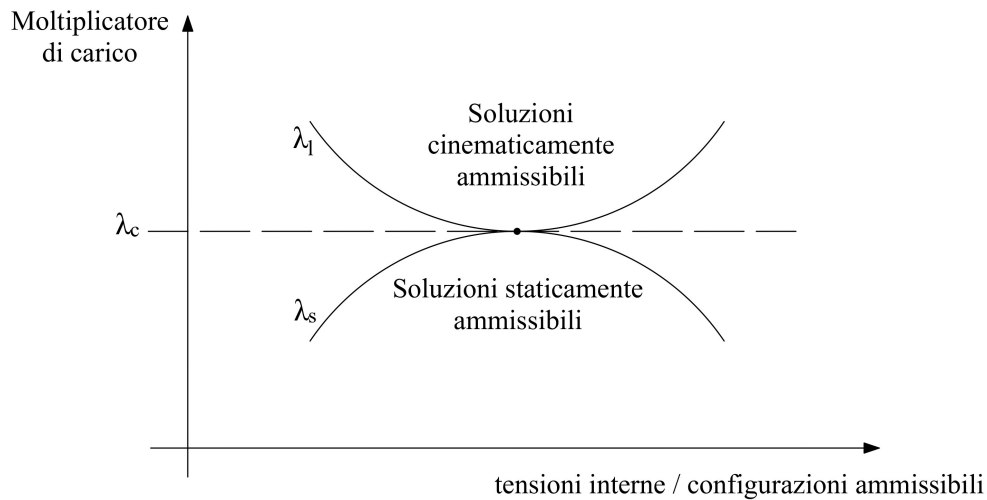 Moltiplicatore
di carico
Soluzioni
cinematicamente
ammissibili
λl
λc
Soluzioni staticamente
ammissibili
λs
tensioni interne / configurazioni ammissibili